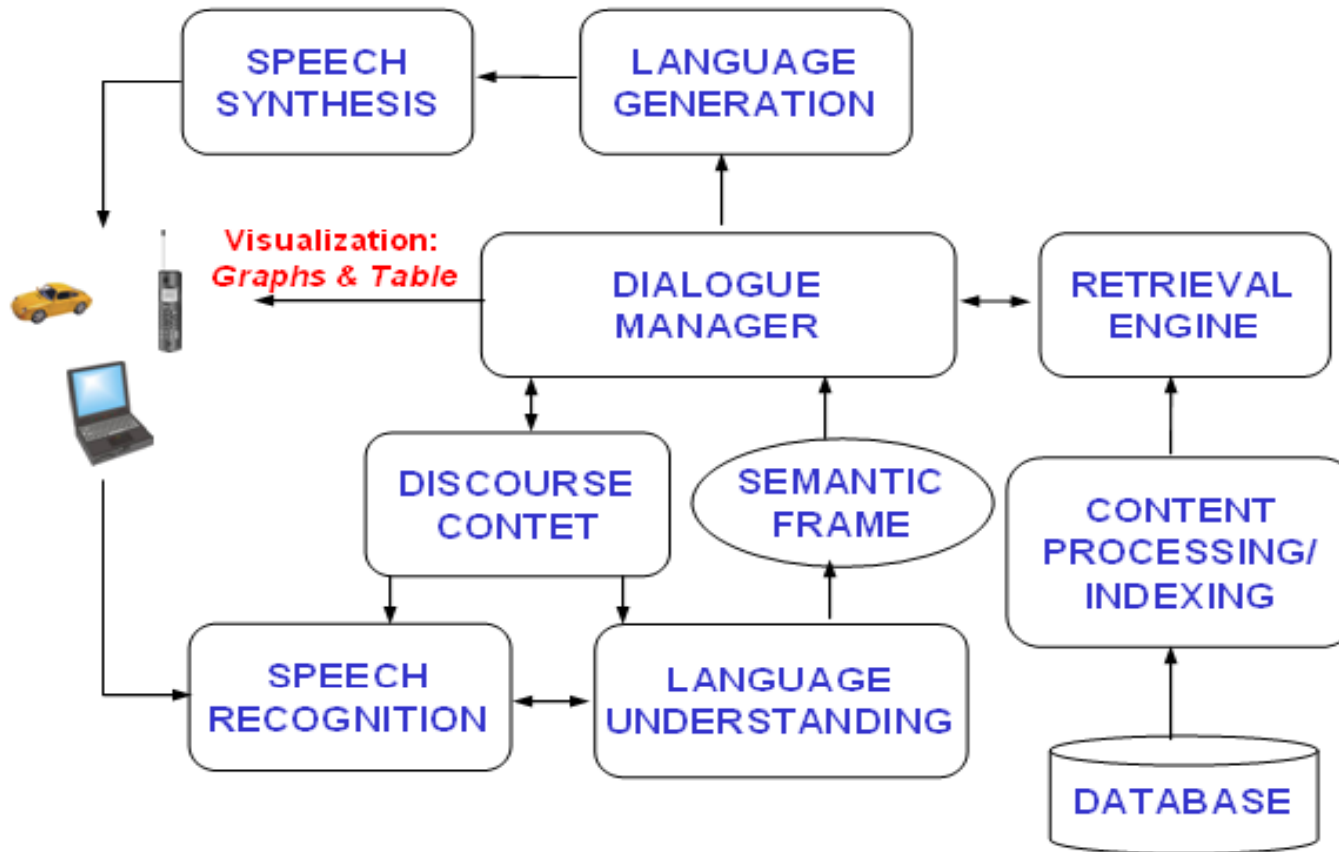 SPEECH
SYNTHESIS
LANGUAGE
GENERATION
Visualization:
Graphs & Table
DIALOGUE
MANAGER
RETRIEVAL
ENGINE
DISCOURSE
CONTET
SEMANTIC
FRAME
CONTENT
PROCESSING/
INDEXING
SPEECH
RECOGNITION
LANGUAGE
UNDERSTANDING
DATABASE